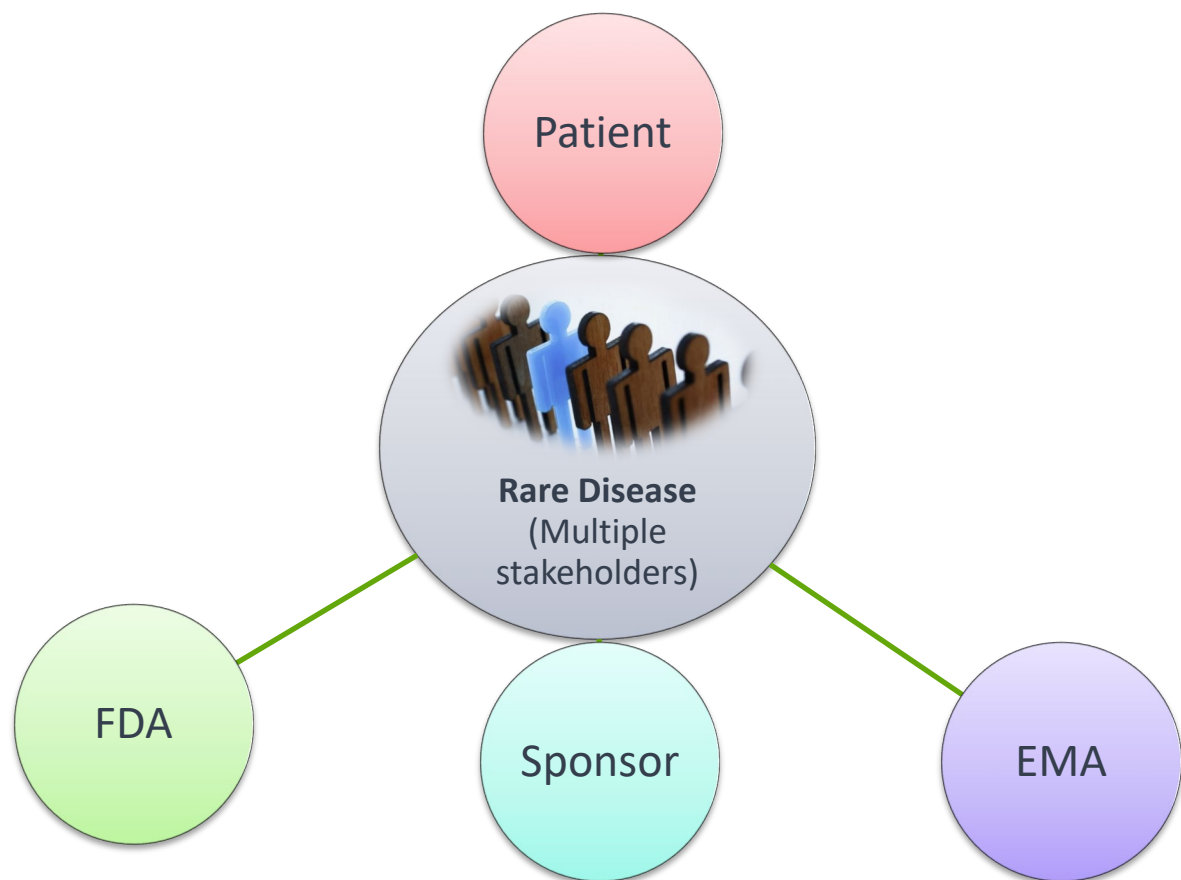 Patient
Rare Disease
(Multiple
stakeholders)
FDA
Sponsor
EMA